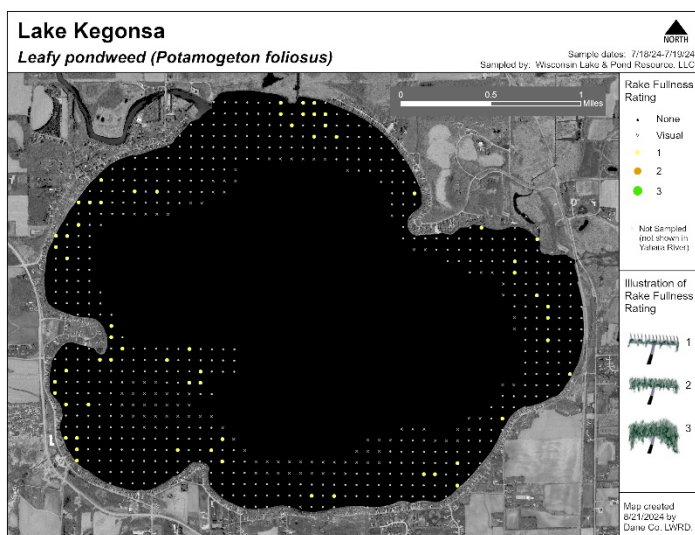 Lake Kegonsa
Leafy pondweed (Potamogeton foliosus)
NORTH
Sample dates: 7/18/24-7/19/24
Sampled by: Wisconsin Lake & Pond Resource, LLC
0 0.5 1
Miles
Rake Fullness
Rating
None
Visual
1
2
3
Not Sampled
(not shown in
Yahara River)
Illustration of
Rake Fullness
Rating
1
2
3
Map created
8/21/2024 by
Dane Co. LWRD.